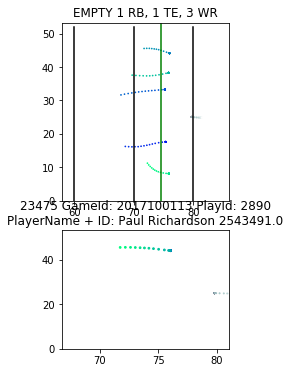 EMPTY 1 RB, 1 TE, 3 WR
50
40
30
20
10
0
60 70 80
23475 GameId: 2017100113 PlayId: 2890
PlayerName + ID: Paul Richardson 2543491.0
40
20
0
70 75 80